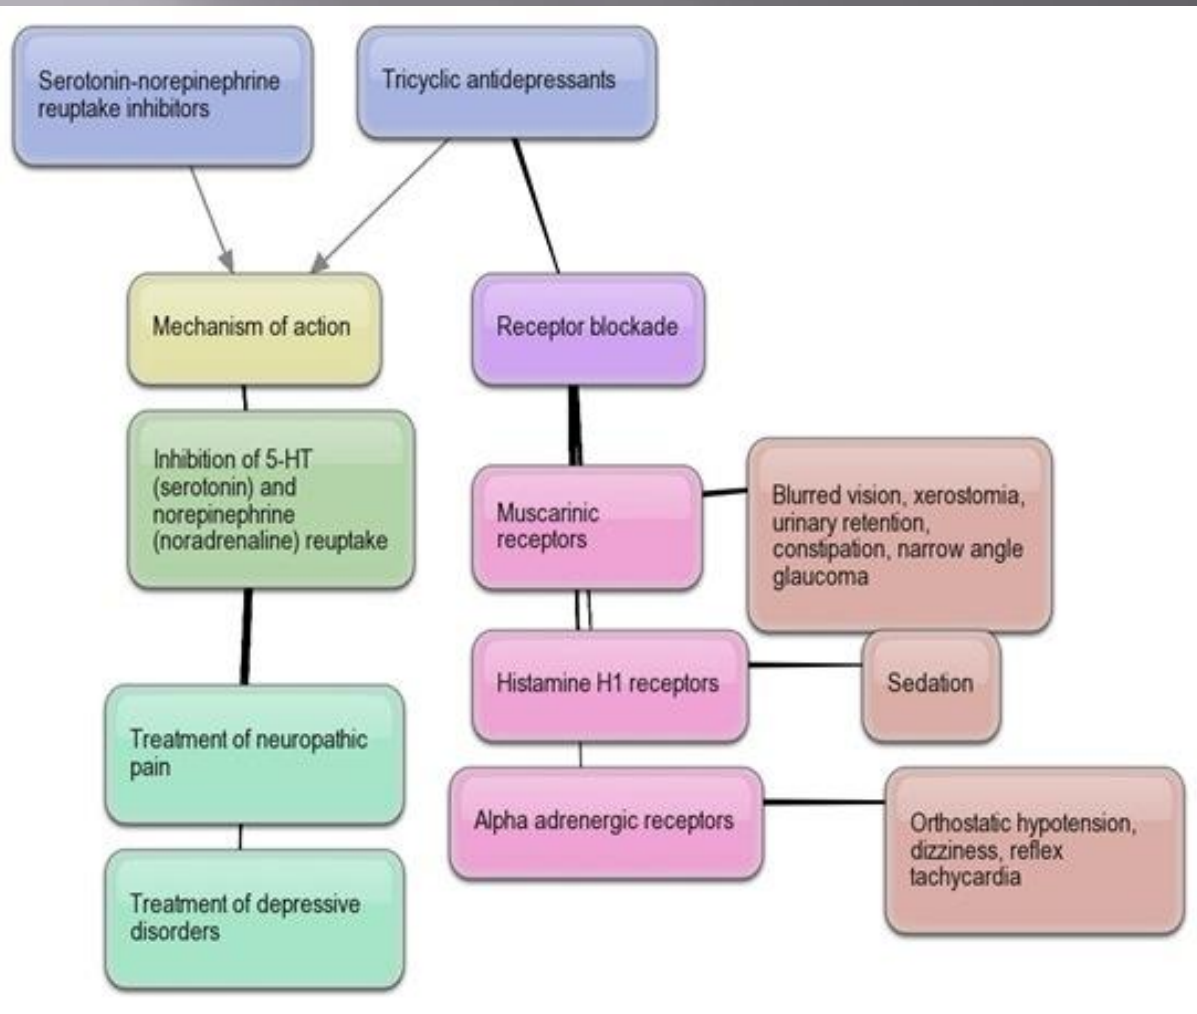 Serotonin-norepinephrine
reuptake inhibitors
Tricyclic antidepressants
Mechanism of action
Receptor blockade
Inhibition of 5-HT
(serotonin) and
norepinephrine
(noradrenaline) reuptake
Muscarinic
receptors
Blurred vision, xerostomia,
urinary retention,
constipation, narrow angle
glaucoma
Histamine H1 receptors
Sedation
Treatment of neuropathic
pain
Alpha adrenergic receptors
Orthostatic hypotension,
dizziness, reflex
tachycardia
Treatment of depressive
disorders